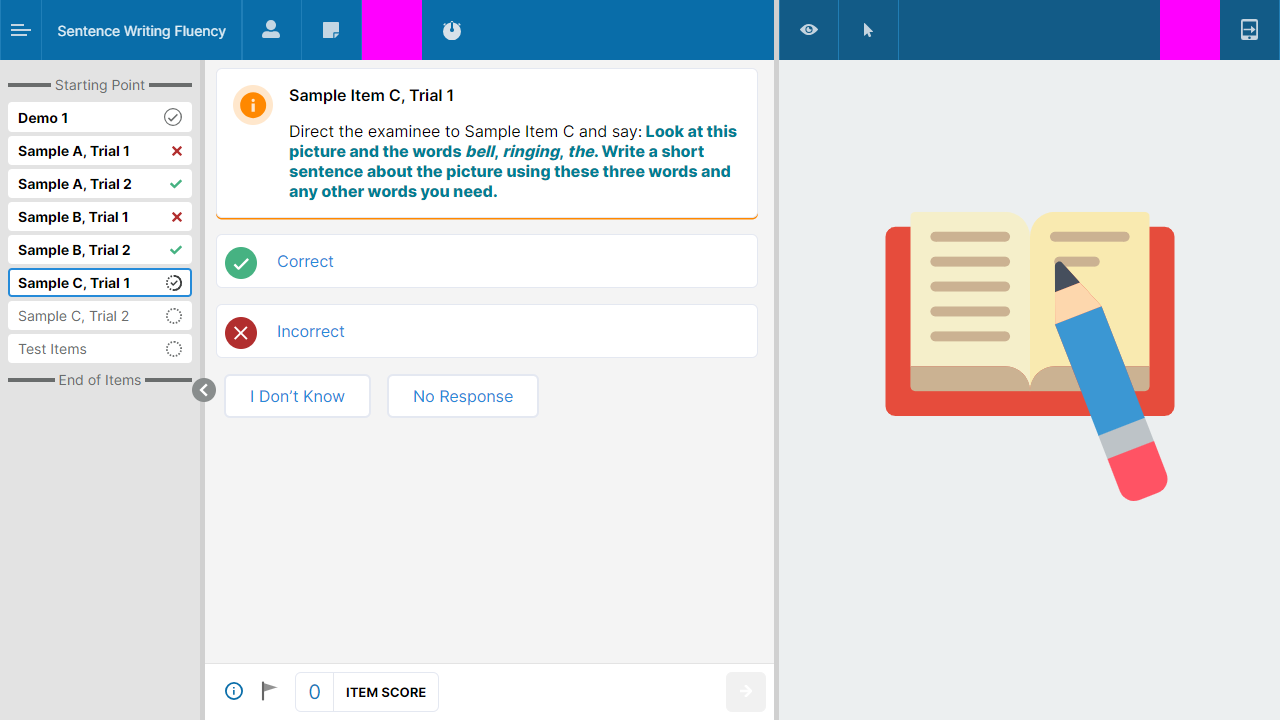 Sentence Writing Fluency
Starting Point
Demo 1
Sample A, Trial 1
Sample A, Trial 2
Sample B, Trial 1
Sample B, Trial 2
Sample C, Trial 1
Sample C, Trial 2
Test Items
End of Items
Sample Item C, Trial 1
Direct the examinee to Sample Item C and say: Look at this
picture and the words bell, ringing, the. Write a short
sentence about the picture using these three words and
any other words you need.
Correct
Incorrect
I Don’t Know
No Response
0
ITEM SCORE